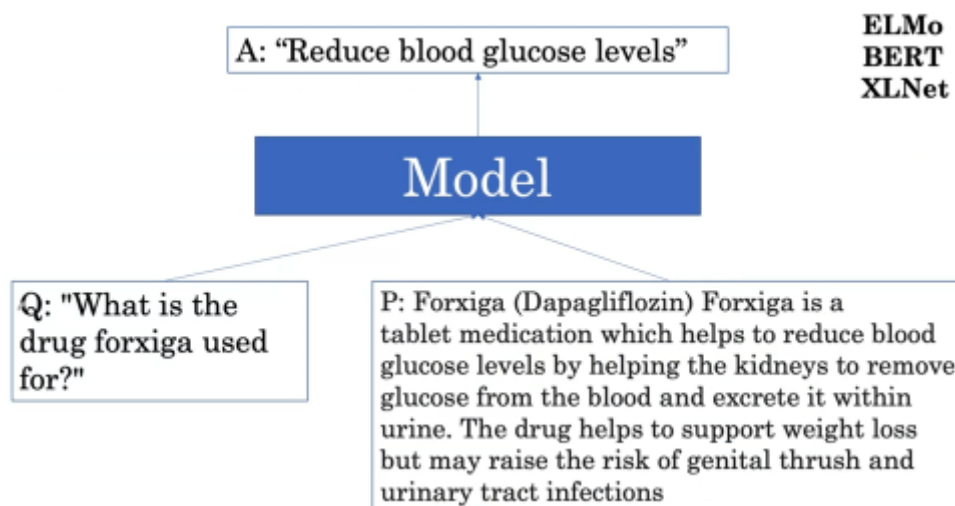 A: “Reduce blood glucose levels”
ELMo
BERT
XLNet
Model
Q: "What is the
drug forxiga used
for?"
P: Forxiga (Dapagliflozin) Forxiga is a
tablet medication which helps to reduce blood
glucose levels by helping the kidneys to remove
glucose from the blood and excrete it within
urine. The drug helps to support weight loss
but may raise the risk of genital thrush and
urinary tract infections